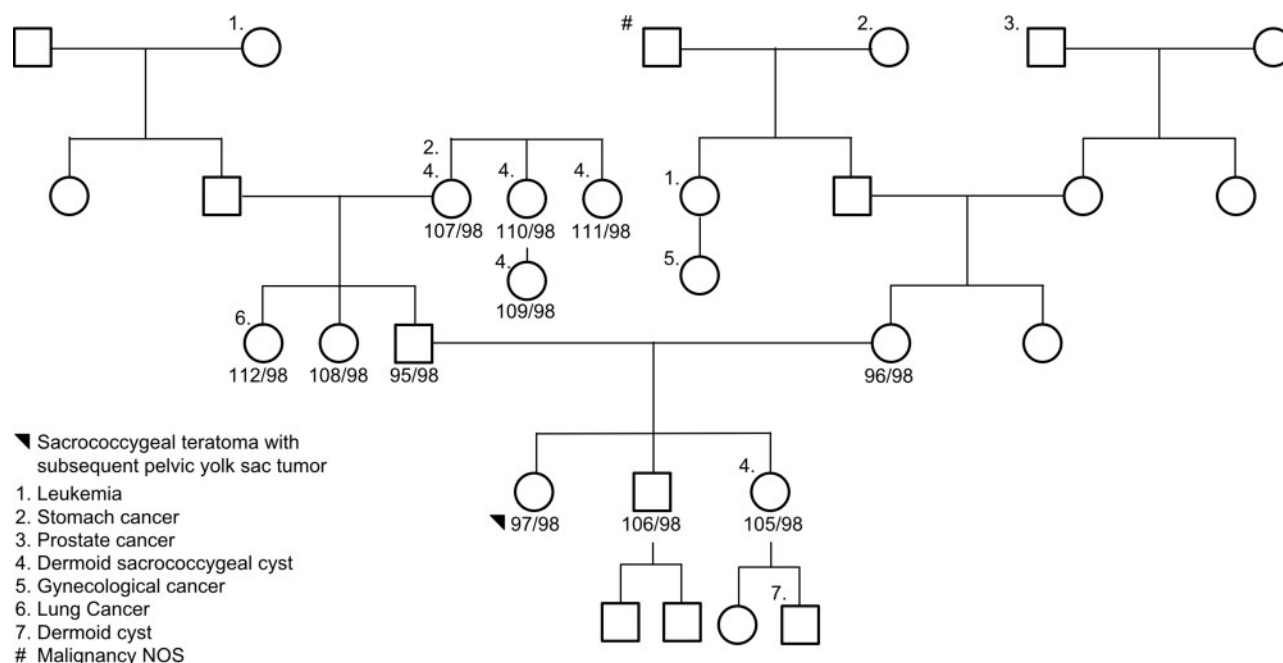 1.
#
2.
3.
2.
4.
4.
4.
1.
107/98
110/98
111/98
4.
5.
109/98
6.
112/98
108/98
95/98
96/98
Sacrococcygeal teratoma with
subsequent pelvic yolk sac tumor
1. Leukemia
2. Stomach cancer
3. Prostate cancer
4. Dermoid sacrococcygeal cyst
5. Gynecological cancer
6. Lung Cancer
7. Dermoid cyst
# Malignancy NOS
4.
97/98
106/98
105/98
7.